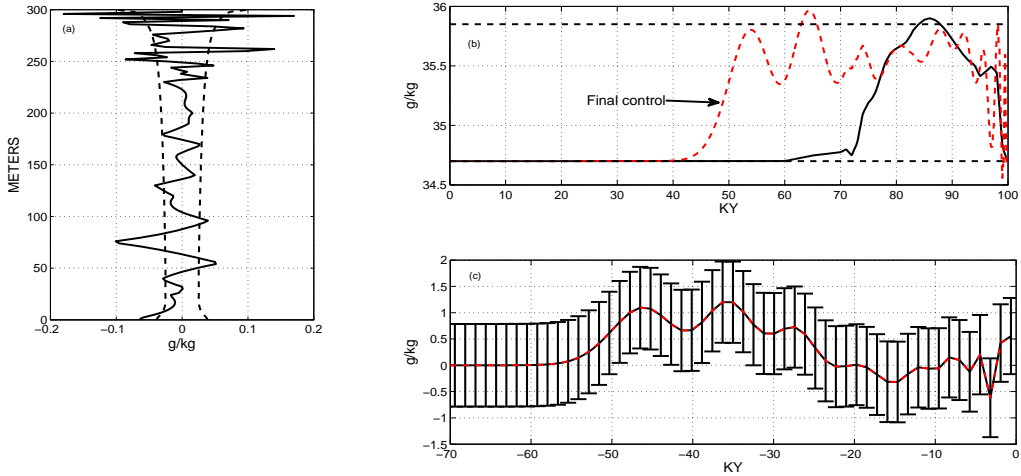 (a)
300
250
200
150
100
50
0
METERS
−0.2 −0.1 0 0.1 0.2
g/kg
(b)
36
35.5
35
34.5
g/kg
Final control
0 10 20 30 40 50 60 70 80 90 100
KY
(c)
2
1.5
1
0.5
0
−0.5
−1
−1.5
g/kg
−70 −60 −50 −40 −30 −20 −10 0
KY